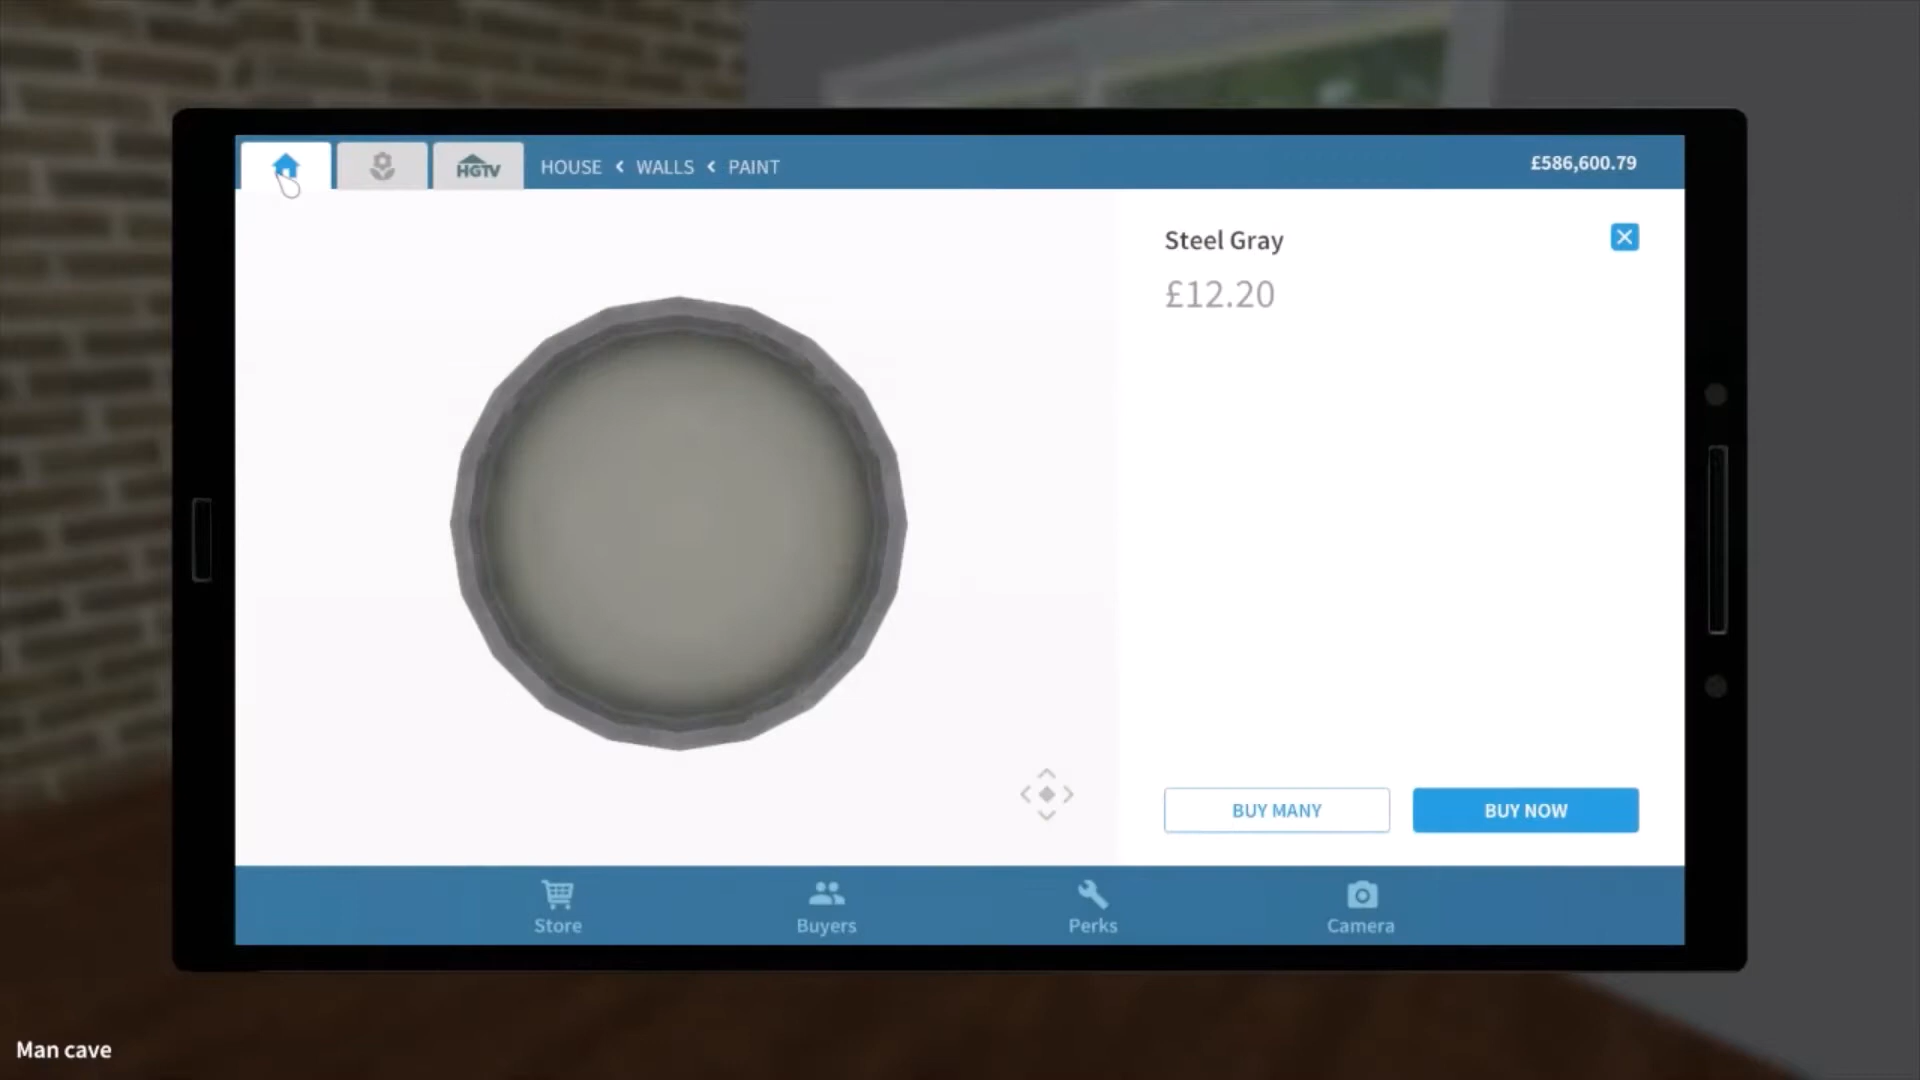 HGTV
HOUSE < WALLS < PAINT
£586,600.79
Steel Gray
£12.20
BUY MANY
BUY NOW
Store
Buyers
Perks
Camera
Man cave